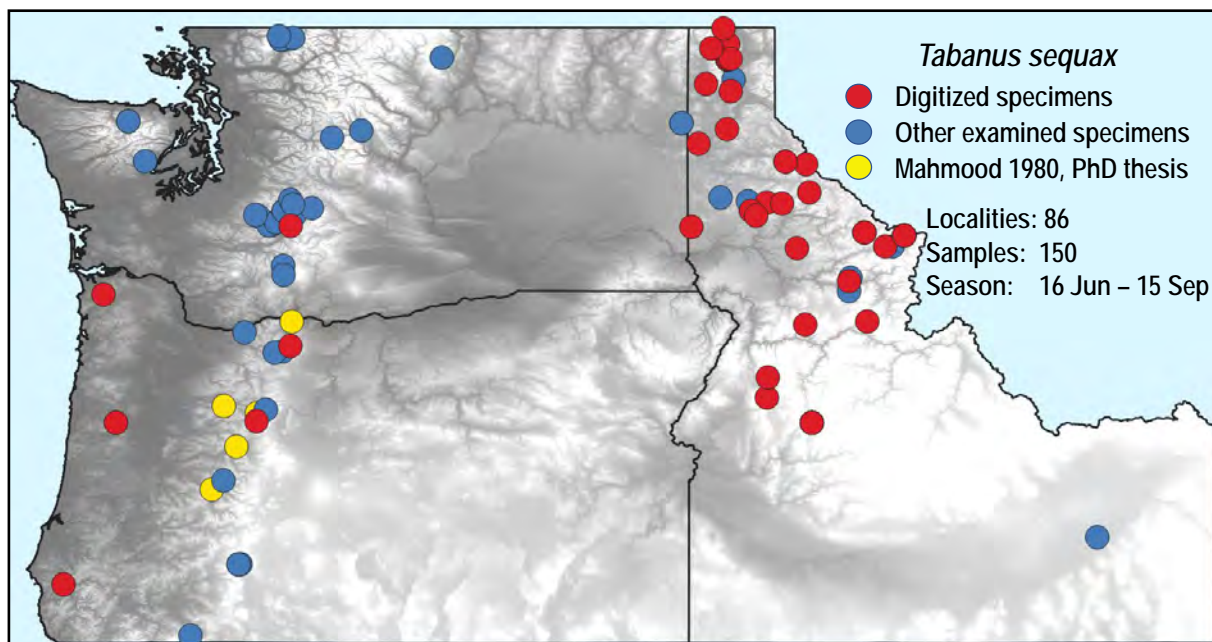 Tabanus sequax
Digitized specimens
Other examined specimens
Mahmood 1980, PhD thesis
Localities: 86
Samples: 150
Season: 16 Jun – 15 Sep